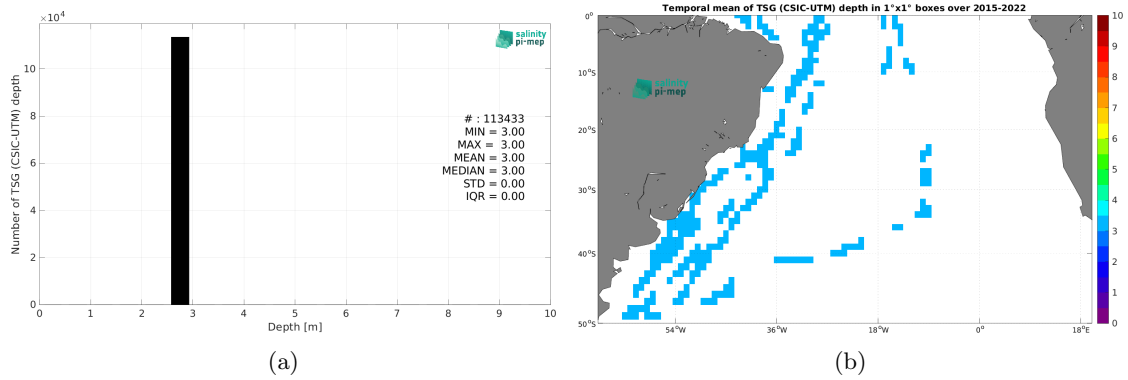 ×10⁴
10
8
6
4
2
0
Number of TSG (CSIC-UTM) depth
salinity
pi-mep
# : 113433
MIN = 3.00
MAX = 3.00
MEAN = 3.00
MEDIAN = 3.00
STD = 0.00
IQR = 0.00
0 1 2 3 4 5 6 7 8 9 10
Depth [m]
(a)
Temporal mean of TSG (CSIC-UTM) depth in 1°x1° boxes over 2015-2022
0°
10°S
20°S
30°S
40°S
50°S
salinity
pi-mep
54°W 36°W 18°W 0° 18°E
10
9
8
7
6
5
4
3
2
1
0
(b)